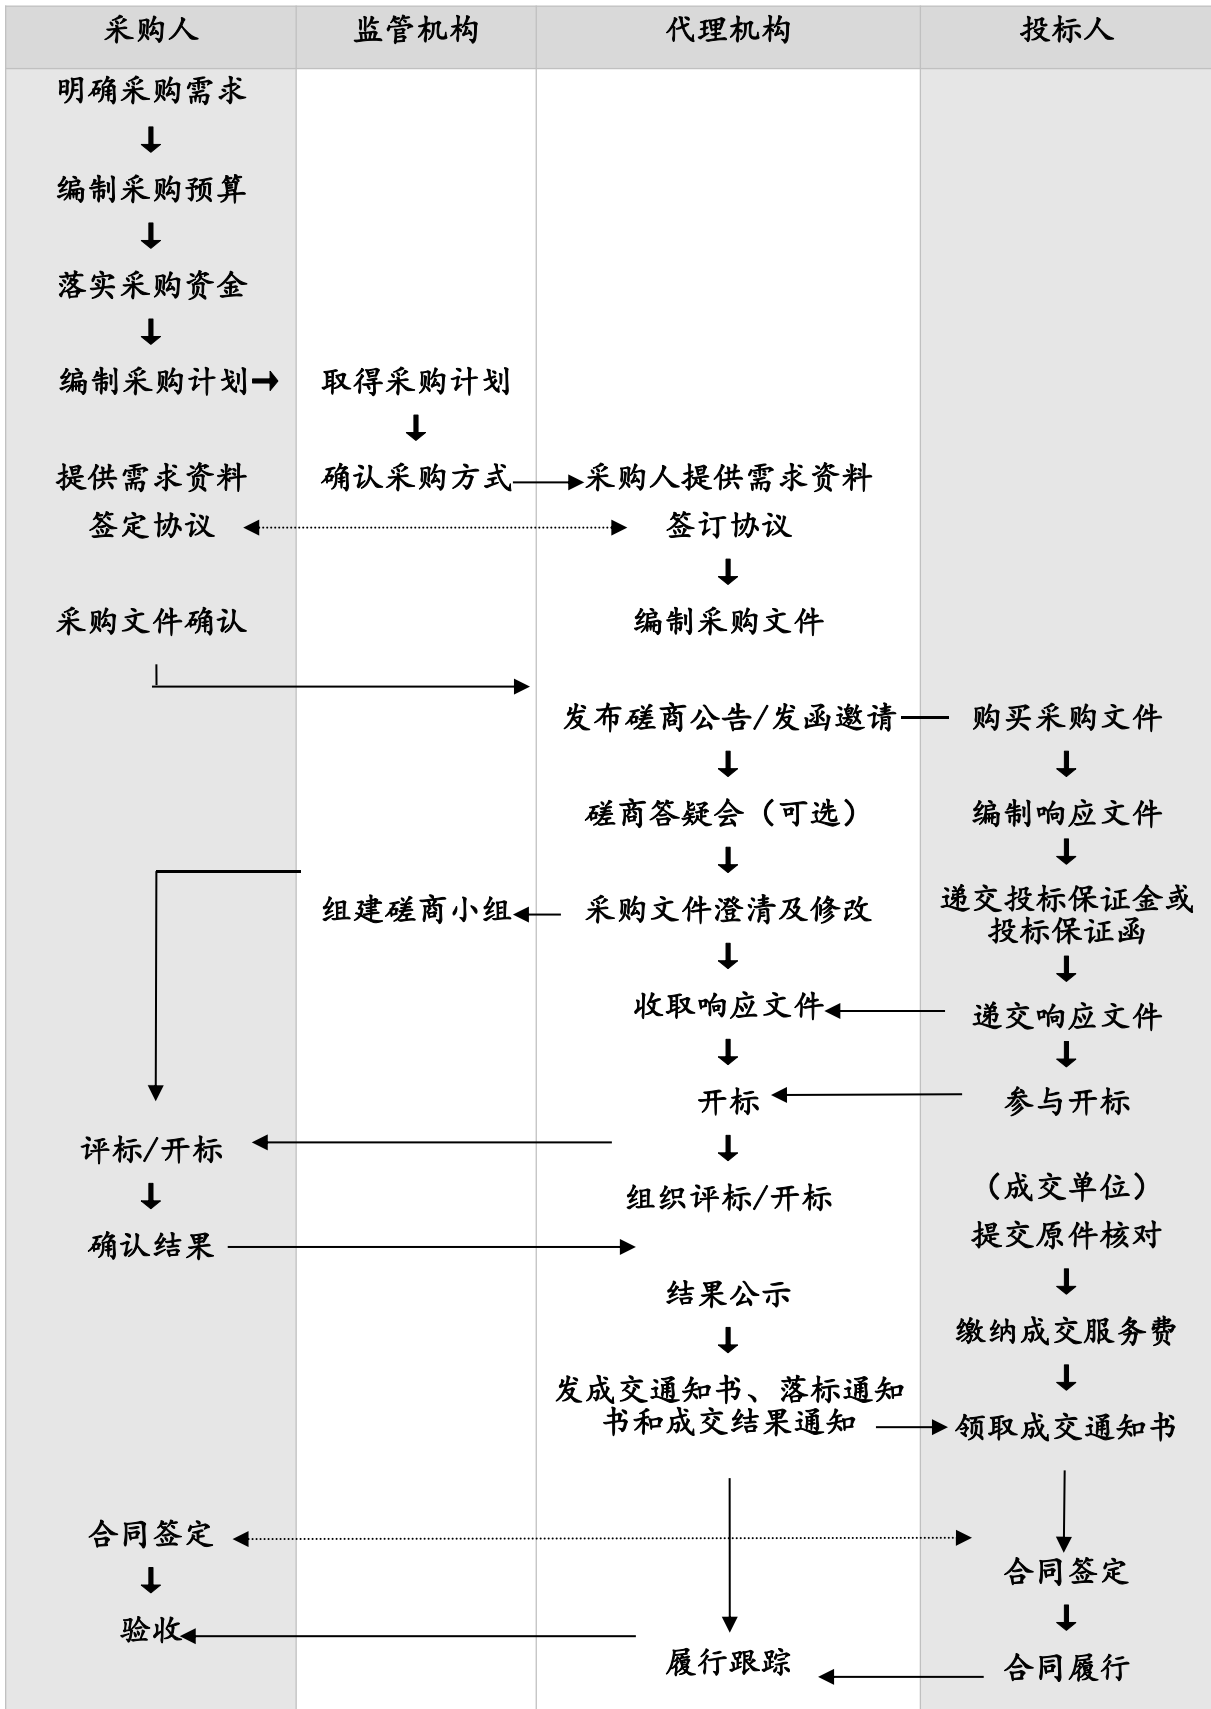 采购人
监管机构
代理机构
投标人
明确采购需求
编制采购预算
落实采购资金
编制采购计划
取得采购计划
提供需求资料
确认采购方式
采购人提供需求资料
签定协议
签订协议
采购文件确认
编制采购文件
发布磋商公告/发函邀请
购买采购文件
磋商答疑会（可选）
编制响应文件
组建磋商小组
采购文件澄清及修改
递交投标保证金或
投标保证函
收取响应文件
递交响应文件
开标
参与开标
评标/开标
组织评标/开标
（成交单位）
提交原件核对
确认结果
结果公示
缴纳成交服务费
发成交通知书、落标通知
书和成交结果通知
领取成交通知书
合同签定
合同签定
验收
履行跟踪
合同履行